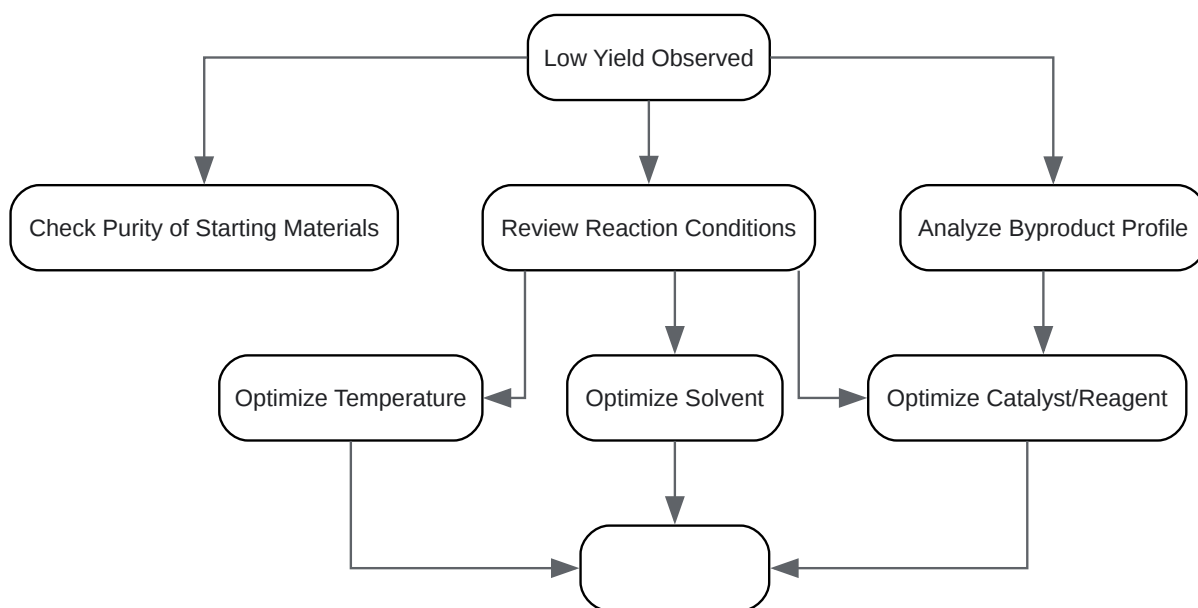 Low Yield Observed
Check Purity of Starting Materials
Review Reaction Conditions
Analyze Byproduct Profile
Optimize Temperature
Optimize Solvent
Optimize Catalyst/Reagent